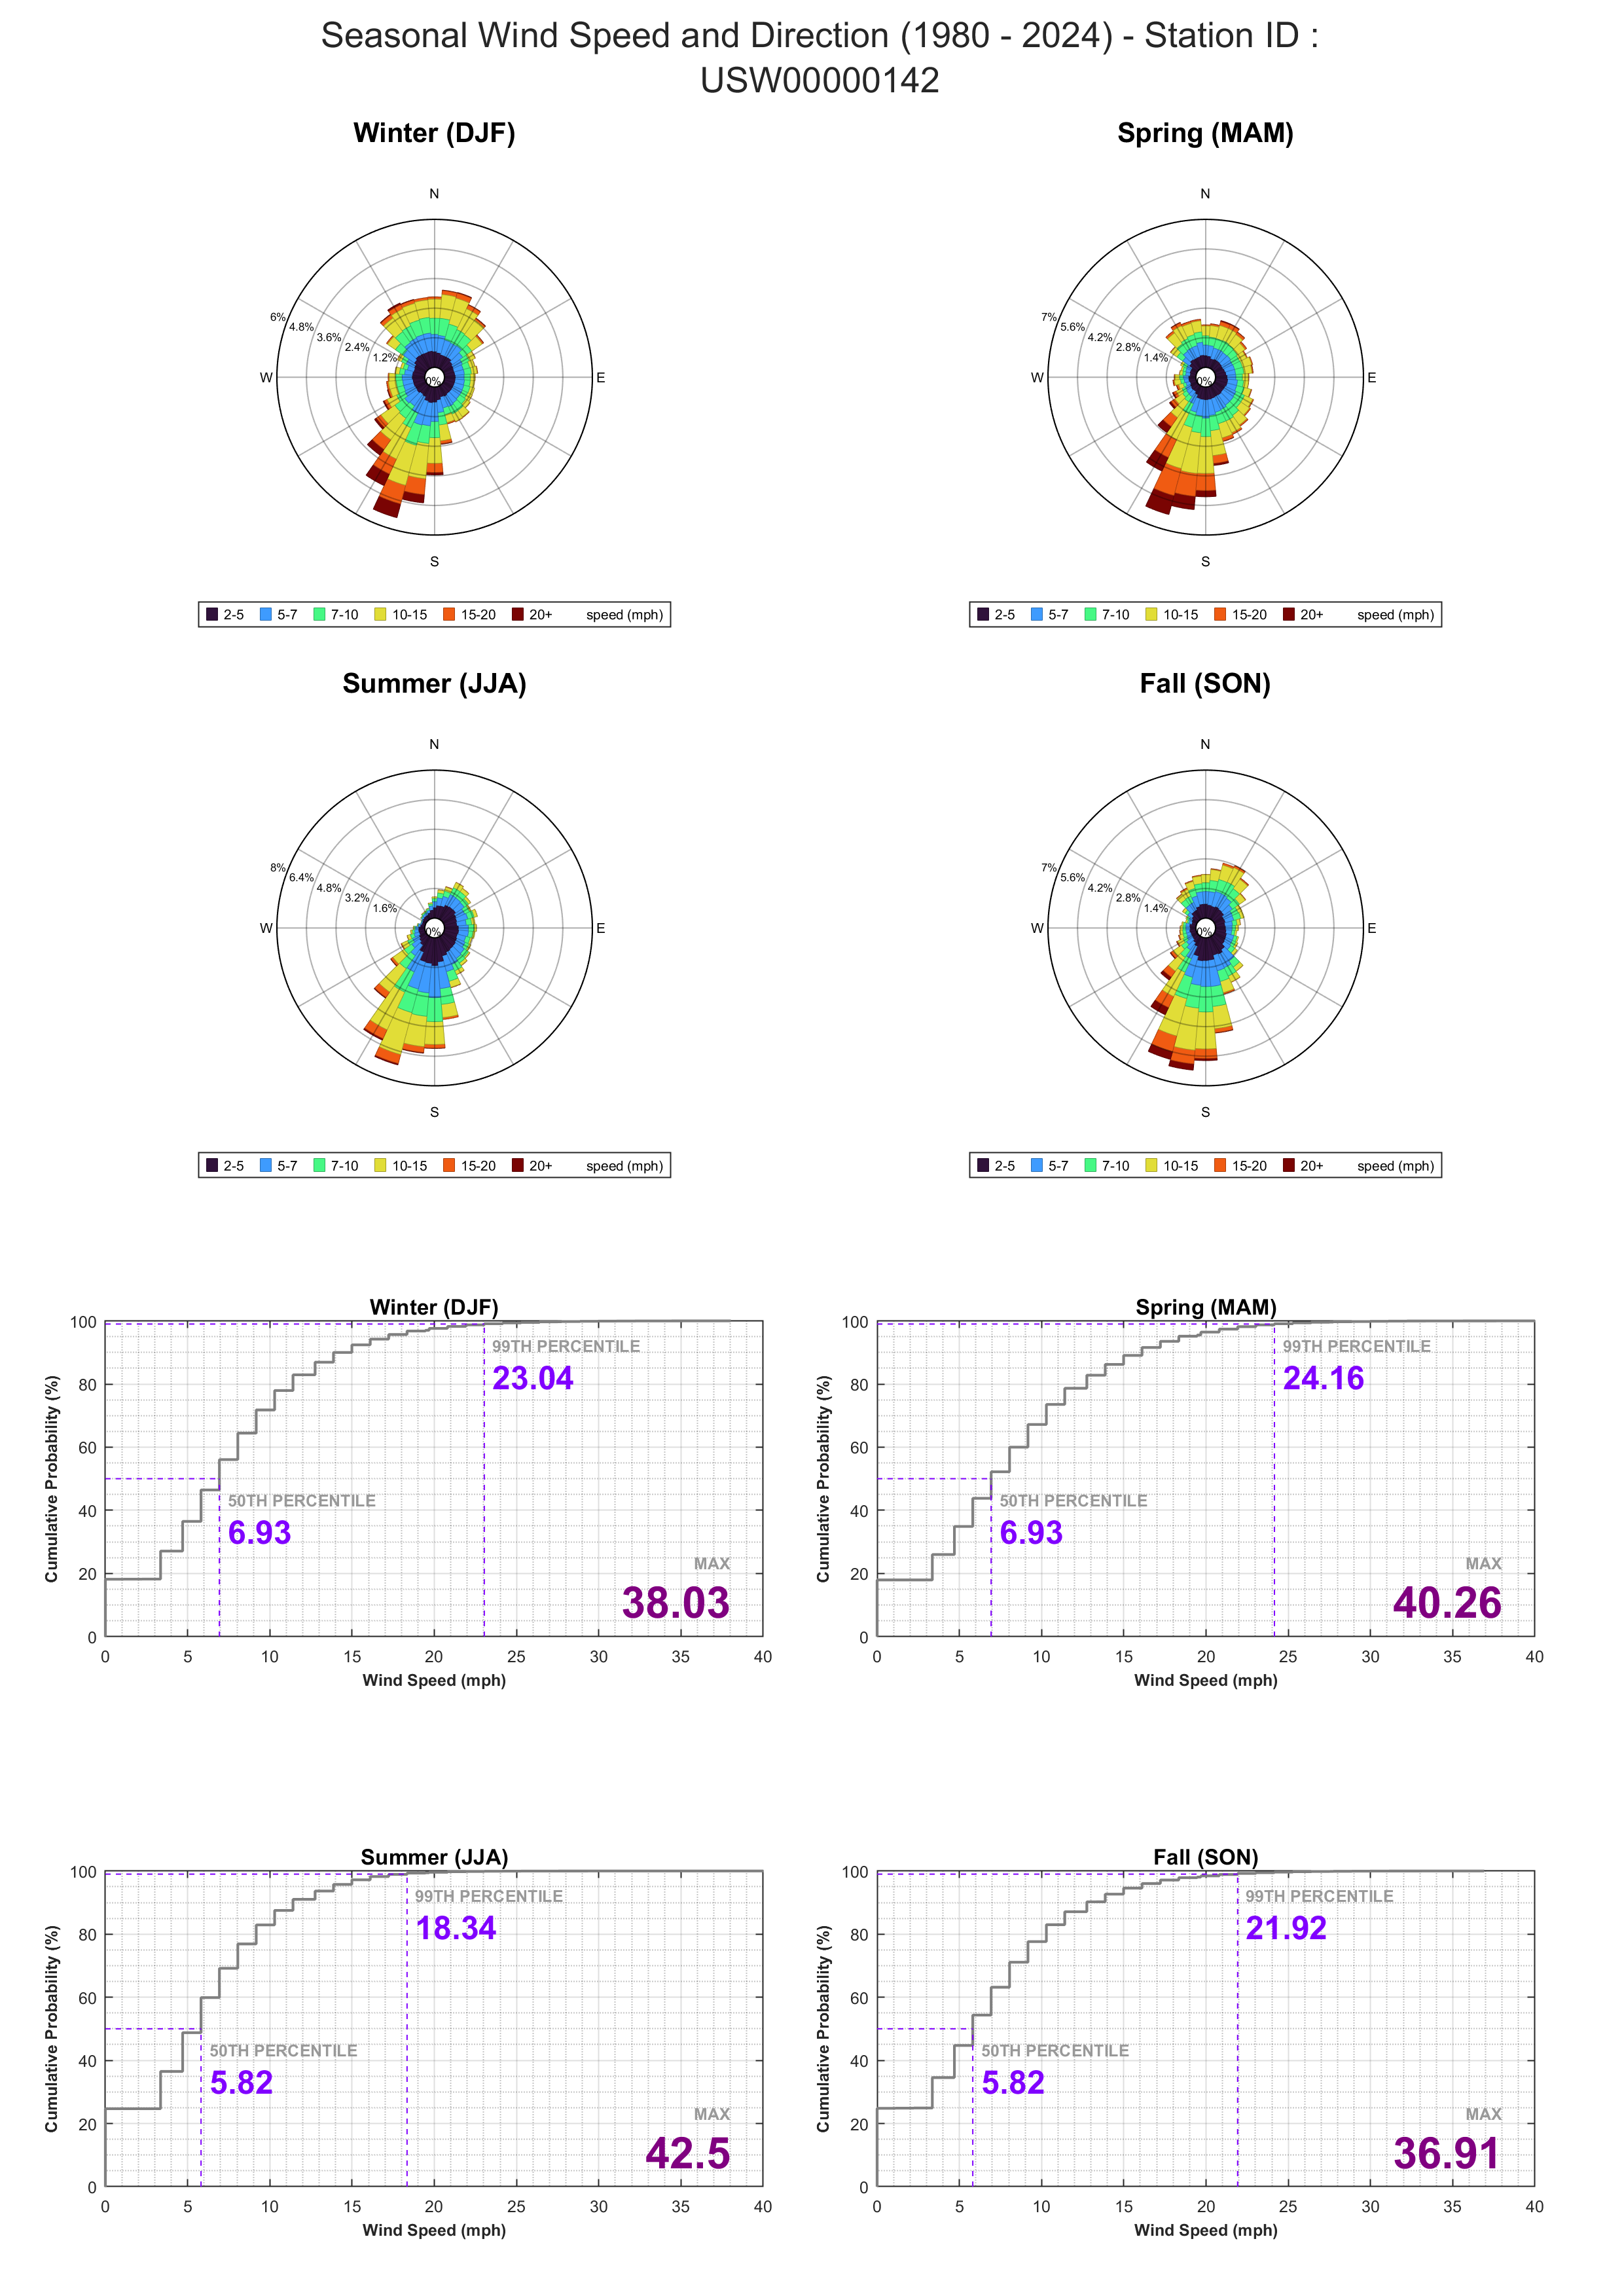 Seasonal Wind Speed and Direction (1980 - 2024) - Station ID :
USW00000142
Winter (DJF)
N
6%
4.8%
3.6%
2.4%
1.2%
0%
W
E
S
2-5 5-7 7-10 10-15 15-20 20+ speed (mph)
Spring (MAM)
N
7%
5.6%
4.2%
2.8%
1.4%
0%
W
E
S
2-5 5-7 7-10 10-15 15-20 20+ speed (mph)
Summer (JJA)
N
8%
6.4%
4.8%
3.2%
1.6%
0%
W
E
S
2-5 5-7 7-10 10-15 15-20 20+ speed (mph)
Fall (SON)
N
7%
5.6%
4.2%
2.8%
1.4%
0%
W
E
S
2-5 5-7 7-10 10-15 15-20 20+ speed (mph)
Winter (DJF)
Cumulative Probability (%)
100
80
60
40
20
0
99TH PERCENTILE
23.04
50TH PERCENTILE
6.93
MAX
38.03
0 5 10 15 20 25 30 35 40
Wind Speed (mph)
Spring (MAM)
Cumulative Probability (%)
100
80
60
40
20
0
99TH PERCENTILE
24.16
50TH PERCENTILE
6.93
MAX
40.26
0 5 10 15 20 25 30 35 40
Wind Speed (mph)
Summer (JJA)
Cumulative Probability (%)
100
80
60
40
20
0
99TH PERCENTILE
18.34
50TH PERCENTILE
5.82
MAX
42.5
0 5 10 15 20 25 30 35 40
Wind Speed (mph)
Fall (SON)
Cumulative Probability (%)
100
80
60
40
20
0
99TH PERCENTILE
21.92
50TH PERCENTILE
5.82
MAX
36.91
0 5 10 15 20 25 30 35 40
Wind Speed (mph)